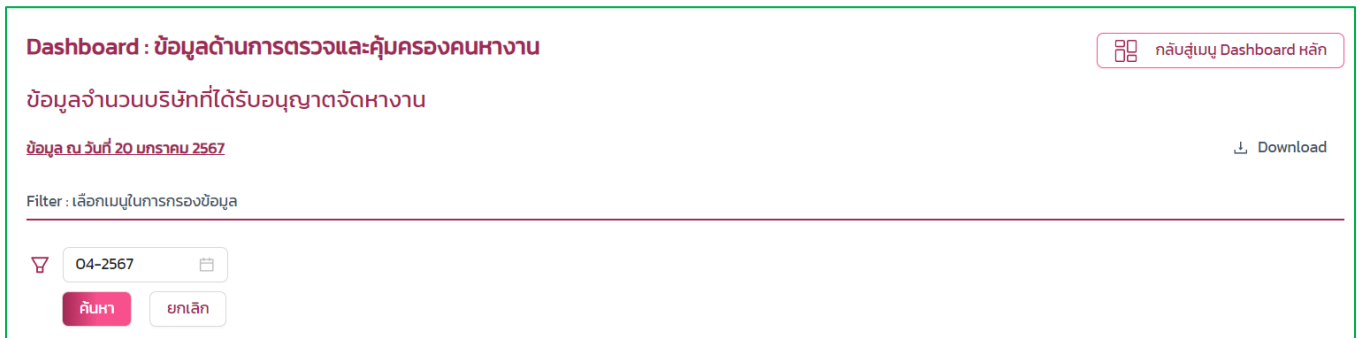 Dashboard : ข้อมูลด้านการตรวจและคุ้มครองคนหางาน
กลับสู่เมนู Dashboard หลัก
ข้อมูลจำนวนบริษัทที่ได้รับอนุญาตจัดหางาน
ข้อมูล ณ วันที่ 20 มกราคม 2567
Download
Filter : เลือกเมนูในการกรองข้อมูล
04-2567
ค้นหา ยกเลิก